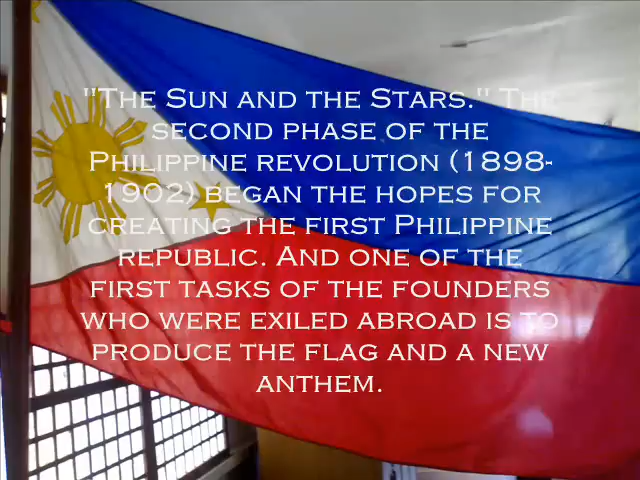 "The Sun and the Stars." The
second phase of the
Philippine revolution (1898-
1902) began the hopes for
creating the first Philippine
republic. And one of the
first tasks of the founders
who were exiled abroad is to
produce the flag and a new
anthem.